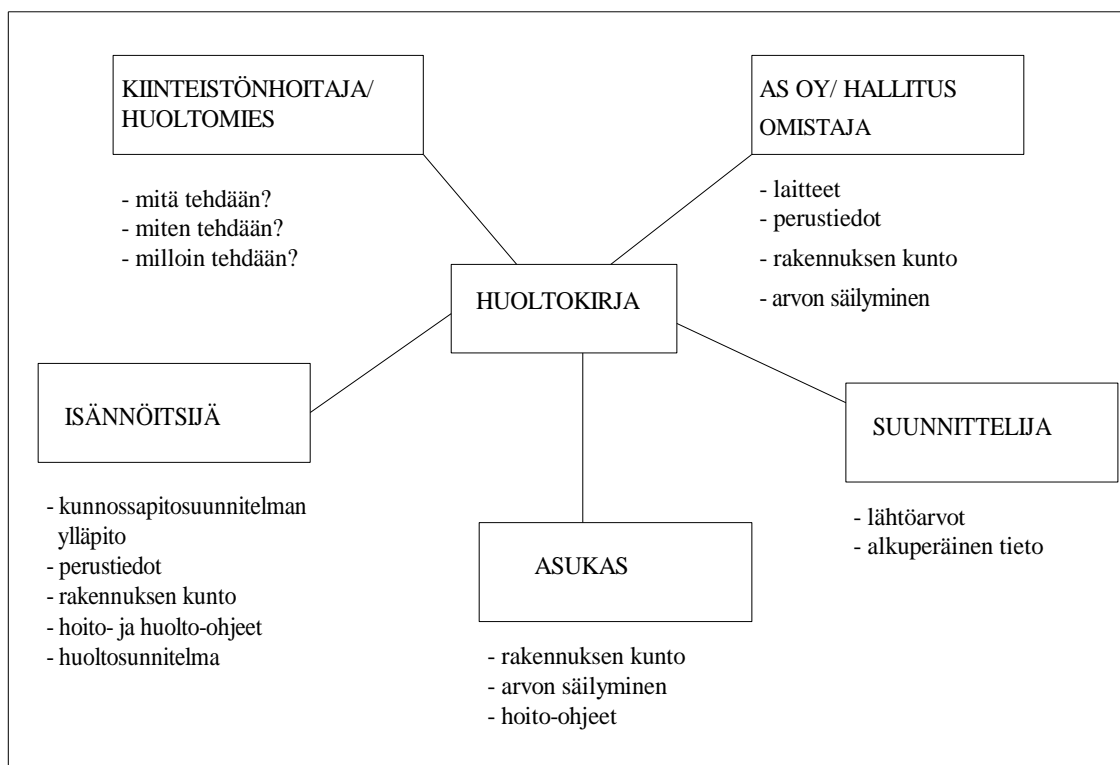 KIINTEISTÖNHOITAJA/
HUOLTOMIES
- mitä tehdään?
- miten tehdään?
- milloin tehdään?
AS OY/ HALLITUS
OMISTAJA
- laitteet
- perustiedot
- rakennuksen kunto
- arvon säilyminen
HUOLTOKIRJA
ISÄNNÖITSIJÄ
- kunnossapitosuunnitelman
ylläpito
- perustiedot
- rakennuksen kunto
- hoito- ja huolto-ohjeet
- huoltosunnitelma
ASUKAS
- rakennuksen kunto
- arvon säilyminen
- hoito-ohjeet
SUUNNITTELIJA
- lähtöarvot
- alkuperäinen tieto